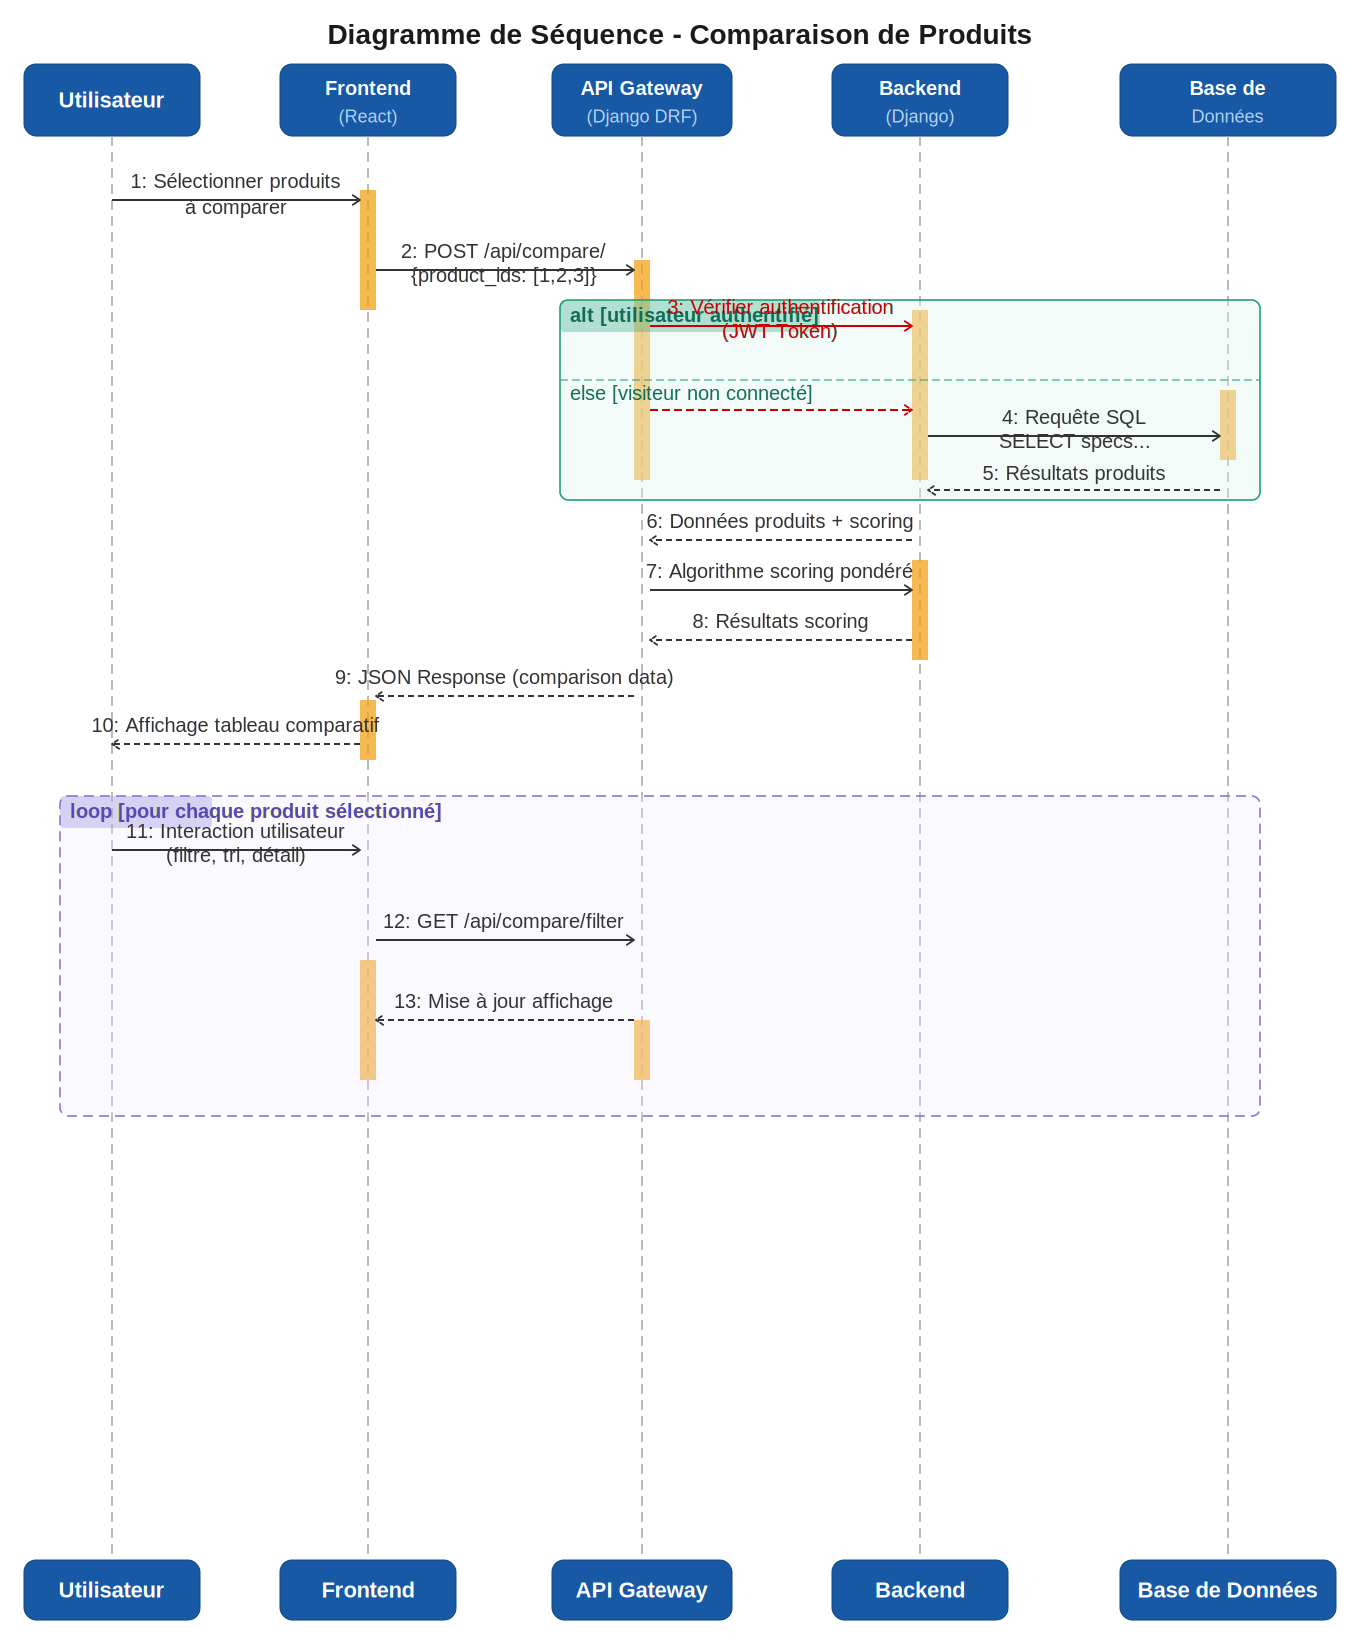 Diagramme de Séquence - Comparaison de Produits
Utilisateur
Frontend
(React)
API Gateway
(Django DRF)
Backend
(Django)
Base de
Données
1: Sélectionner produits
à comparer
2: POST /api/compare/
{product_ids: [1,2,3]}
3: Vérifier authentification
alt [utilisateur authentifié]
(JWT Token)
else [visiteur non connecté]
4: Requête SQL
SELECT specs...
5: Résultats produits
6: Données produits + scoring
7: Algorithme scoring pondéré
8: Résultats scoring
9: JSON Response (comparison data)
10: Affichage tableau comparatif
loop [pour chaque produit sélectionné]
11: Interaction utilisateur
(filtre, tri, détail)
12: GET /api/compare/filter
13: Mise à jour affichage
Utilisateur
Frontend
API Gateway
Backend
Base de Données